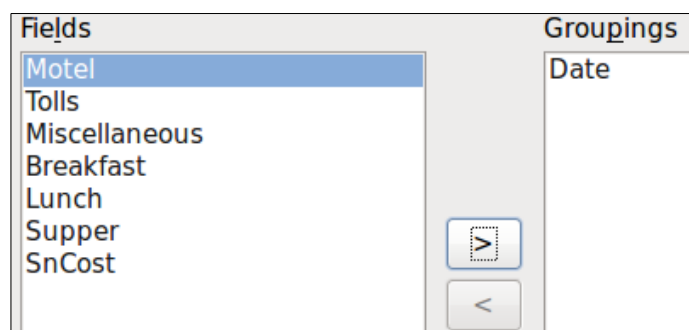 Fields
Groupings
Motel
Date
Tolls
Miscellaneous
Breakfast
Lunch
Supper
SnCost
>
<